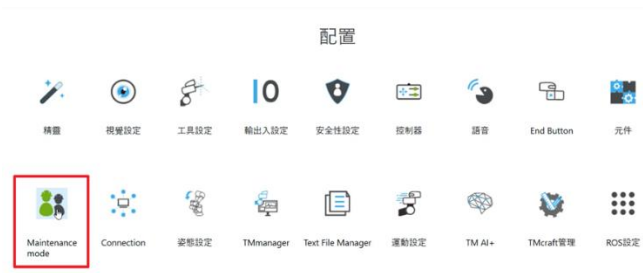 配置
精靈
視覺設定
工具設定
IO
輸出入設定
安全性設定
控制器
語音
End Button
元件
Maintenance
mode
Connection
姿態設定
TMmanager
Text File Manager
運動設定
TM AI+
TMcraft管理
ROS設定